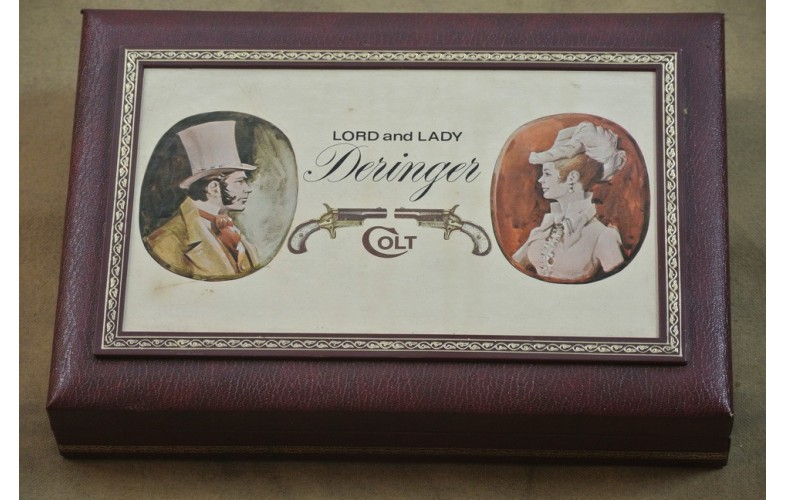 LORD and LADY
Deringer
COLT